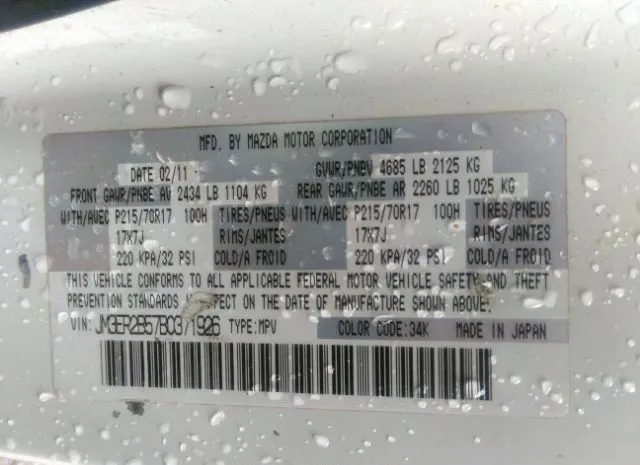 MFD. BY MAZDA MOTOR CORPORATION
DATE 02/11 GVWR/PNBV 4685 LB 2125 KG
FRONT GAWR/PNBE AV 2434 LB 1104 KG REAR GAWR/PNBE AR 2260 LB 1025 KG
WITH/AVEC P215/70R17 100H TIRES/PNEUS WITH/AVEC P215/70R17 100H TIRES/PNEUS
17X7J RIMS/JANTES 17X7J RIMS/JANTES
220 KPA/32 PSI COLD/A FROID 220 KPA/32 PSI COLD/A FROID
THIS VEHICLE CONFORMS TO ALL APPLICABLE FEDERAL MOTOR VEHICLE SAFETY AND THEFT
PREVENTION STANDARDS IN EFFECT ON THE DATE OF MANUFACTURE SHOWN ABOVE.
VIN: JM3ER2B57B0371926 TYPE:MPV COLOR CODE:34K MADE IN JAPAN